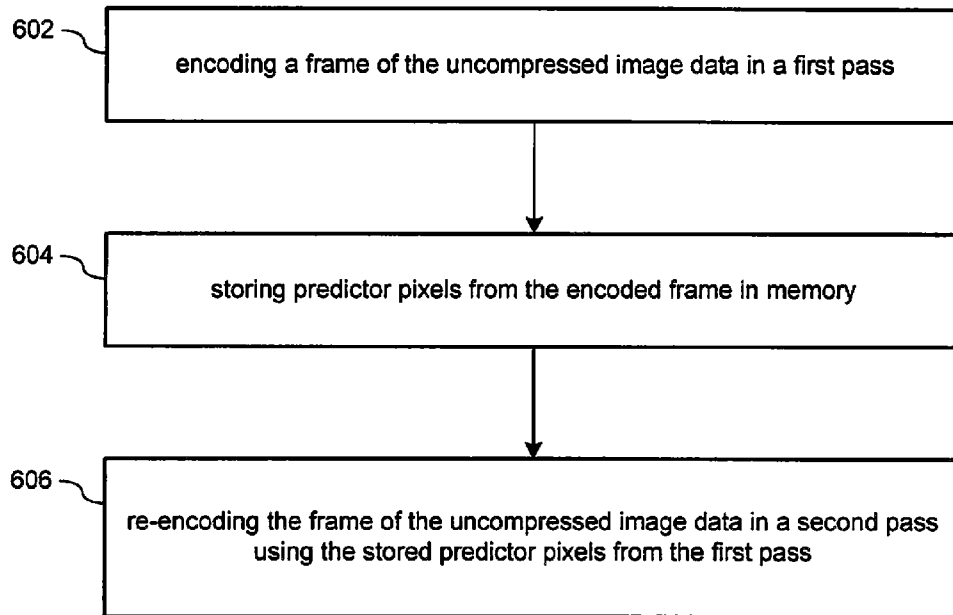 602
encoding a frame of the uncompressed image data in a first pass
604
storing predictor pixels from the encoded frame in memory
606
re-encoding the frame of the uncompressed image data in a second pass
using the stored predictor pixels from the first pass